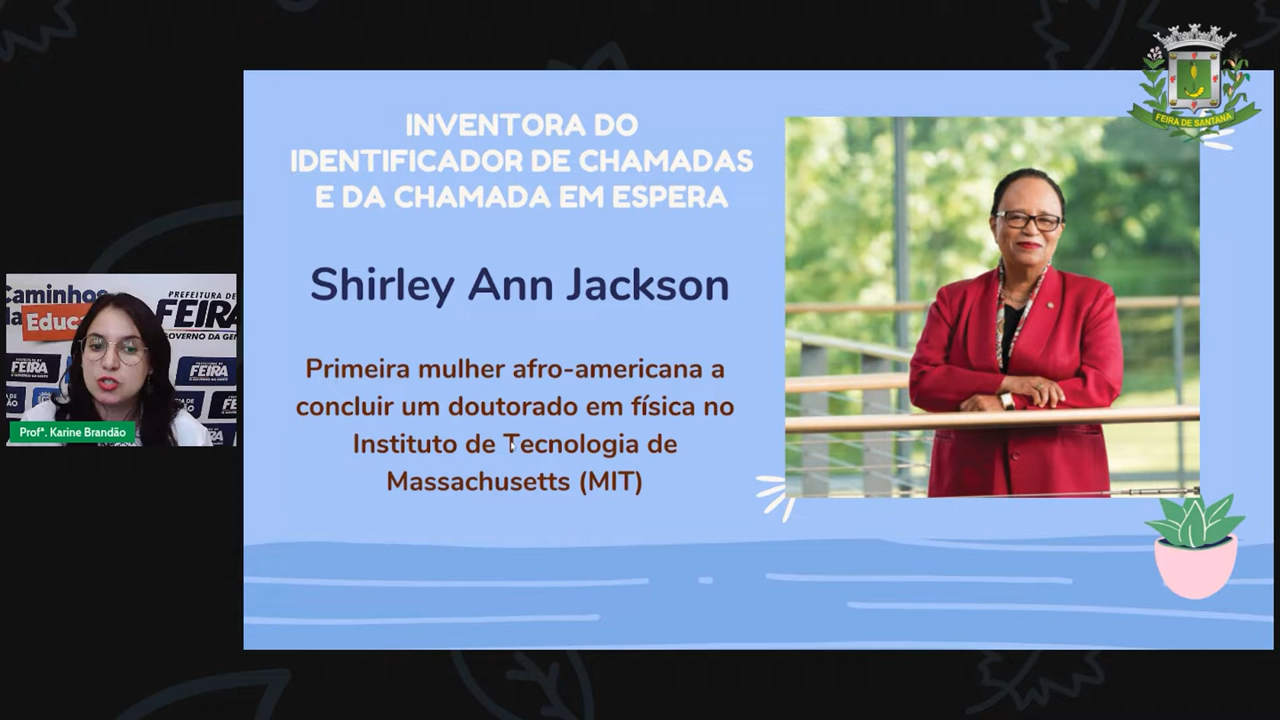 FEIRA DE SANTANA
INVENTORA DO
IDENTIFICADOR DE CHAMADAS
E DA CHAMADA EM ESPERA
Shirley Ann Jackson
Primeira mulher afro-americana a
concluir um doutorado em física no
Instituto de Tecnologia de
Massachusetts (MIT)
Caminhos
da Educa
PREFEITURA DE
FEIRA
GOVERNO DA GEN
FEIRA
FEIRA
Profª. Karine Brandão